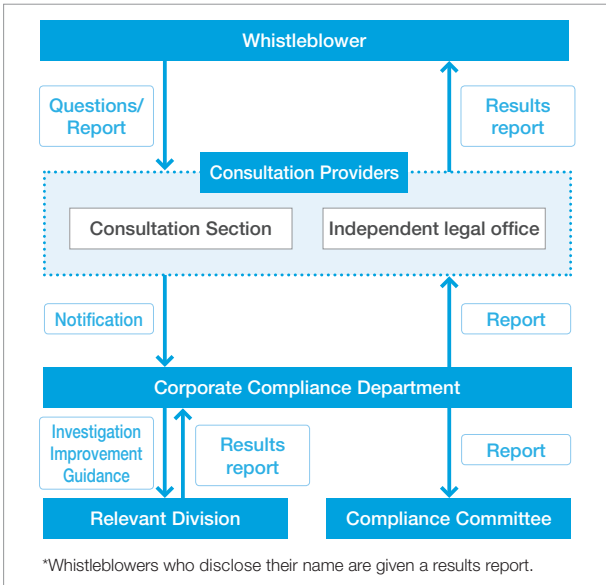 Whistleblower
Questions/
Report
Results
report
Consultation Providers
Consultation Section
Independent legal office
Notification
Report
Corporate Compliance Department
Investigation
Improvement
Guidance
Results
report
Report
Relevant Division
Compliance Committee
*Whistleblowers who disclose their name are given a results report.